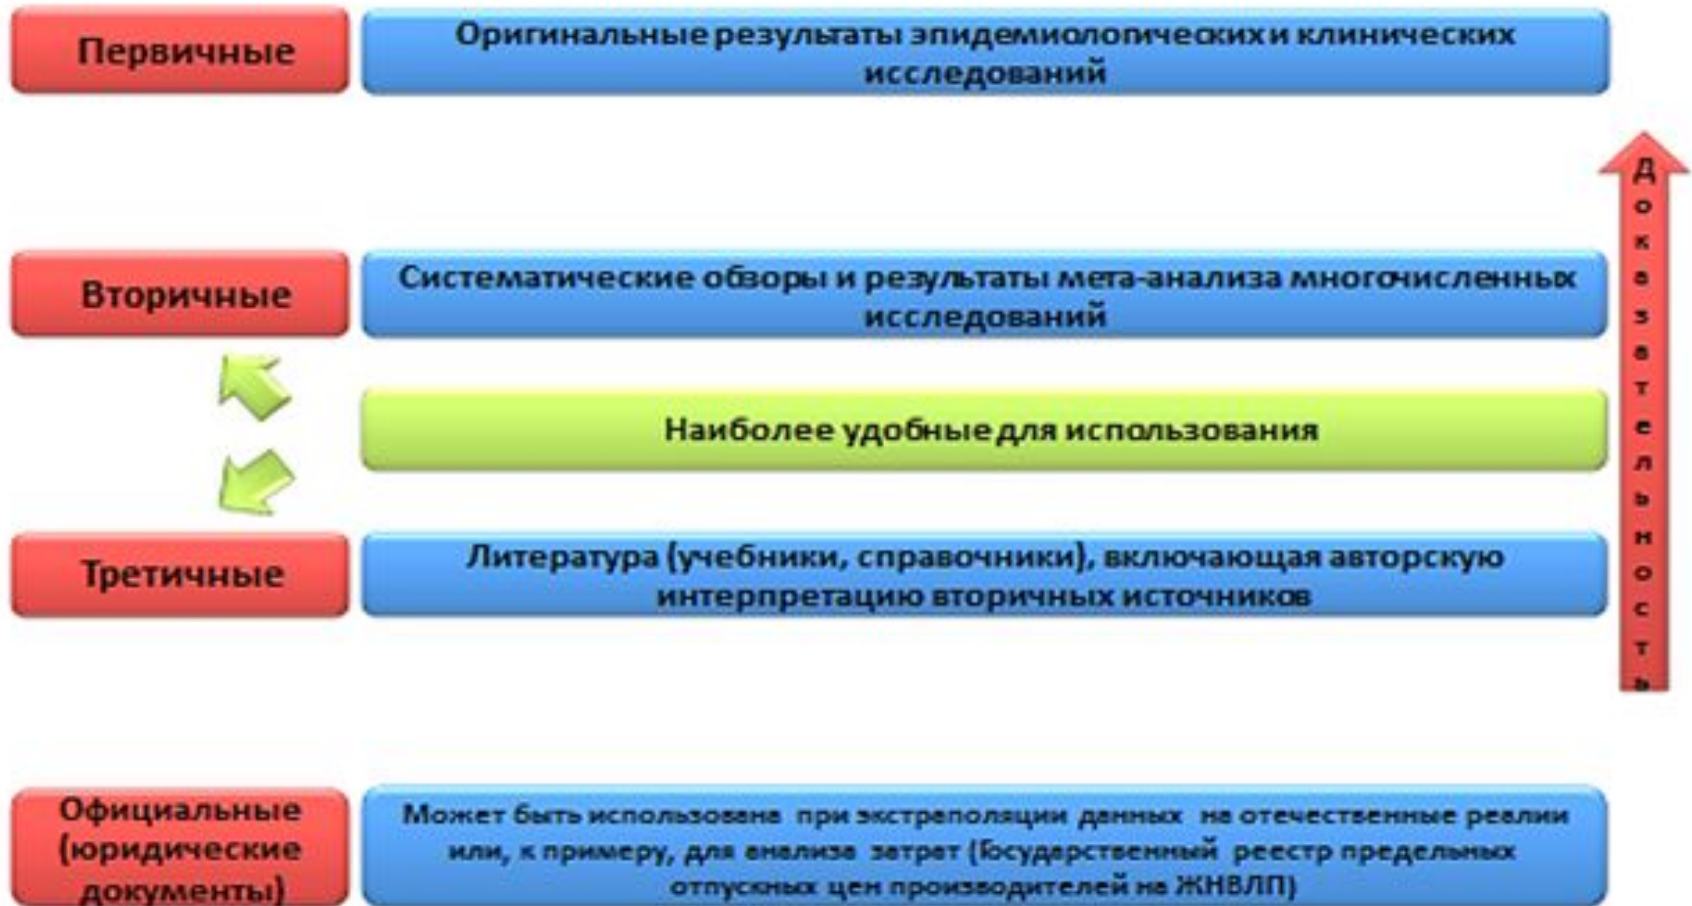 Первичные
Оригинальные результаты эпидемиологических и клинических
исследований
Вторичные
Систематические обзоры и результаты мета-анализа многочисленных
исследований
Наиболее удобные для использования
Третичные
Литература (учебники, справочники), включающая авторскую
интерпретацию вторичных источников
Официальные
(юридические
документы)
Может быть использована при экстраполяции данных на отечественные реалии
или, к примеру, для анализа затрат (Государственный реестр предельных
отпускных цен производителей на ЖНВЛП)
Доказательность